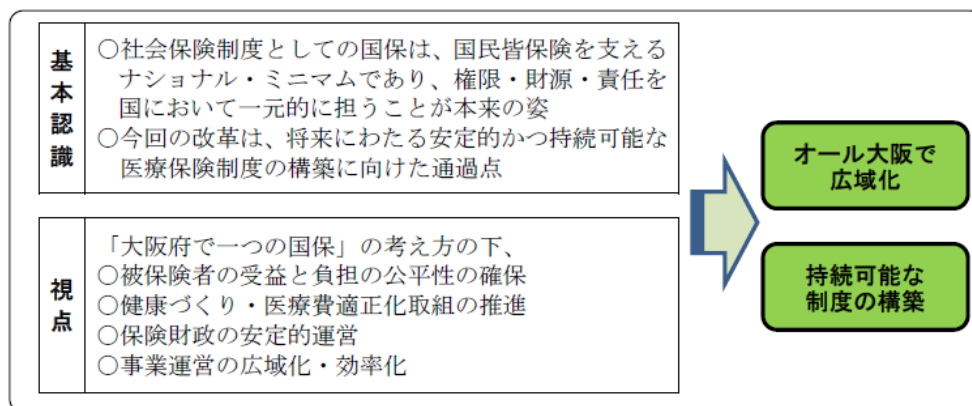 基本認識
○社会保険制度としての国保は、国民皆保険を支える
ナショナル・ミニマムであり、権限・財源・責任を
国において一元的に担うことが本来の姿
○今回の改革は、将来にわたる安定的かつ持続可能な
医療保険制度の構築に向けた通過点
視点
「大阪府で一つの国保」の考え方の下、
○被保険者の受益と負担の公平性の確保
○健康づくり・医療費適正化取組の推進
○保険財政の安定的運営
○事業運営の広域化・効率化
オール大阪で
広域化
持続可能な
制度の構築